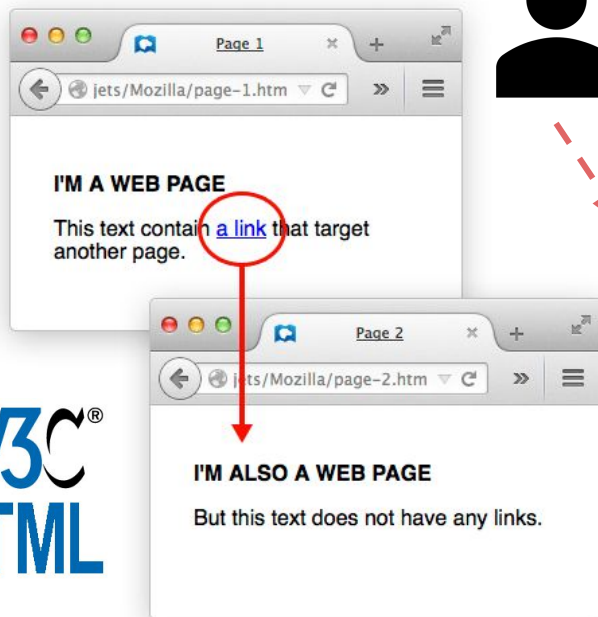 Page 1
jets/Mozilla/page-1.htm
I'M A WEB PAGE
This text contain a link that target
another page.
Page 2
jets/Mozilla/page-2.htm
I'M ALSO A WEB PAGE
But this text does not have any links.
3C®
TML